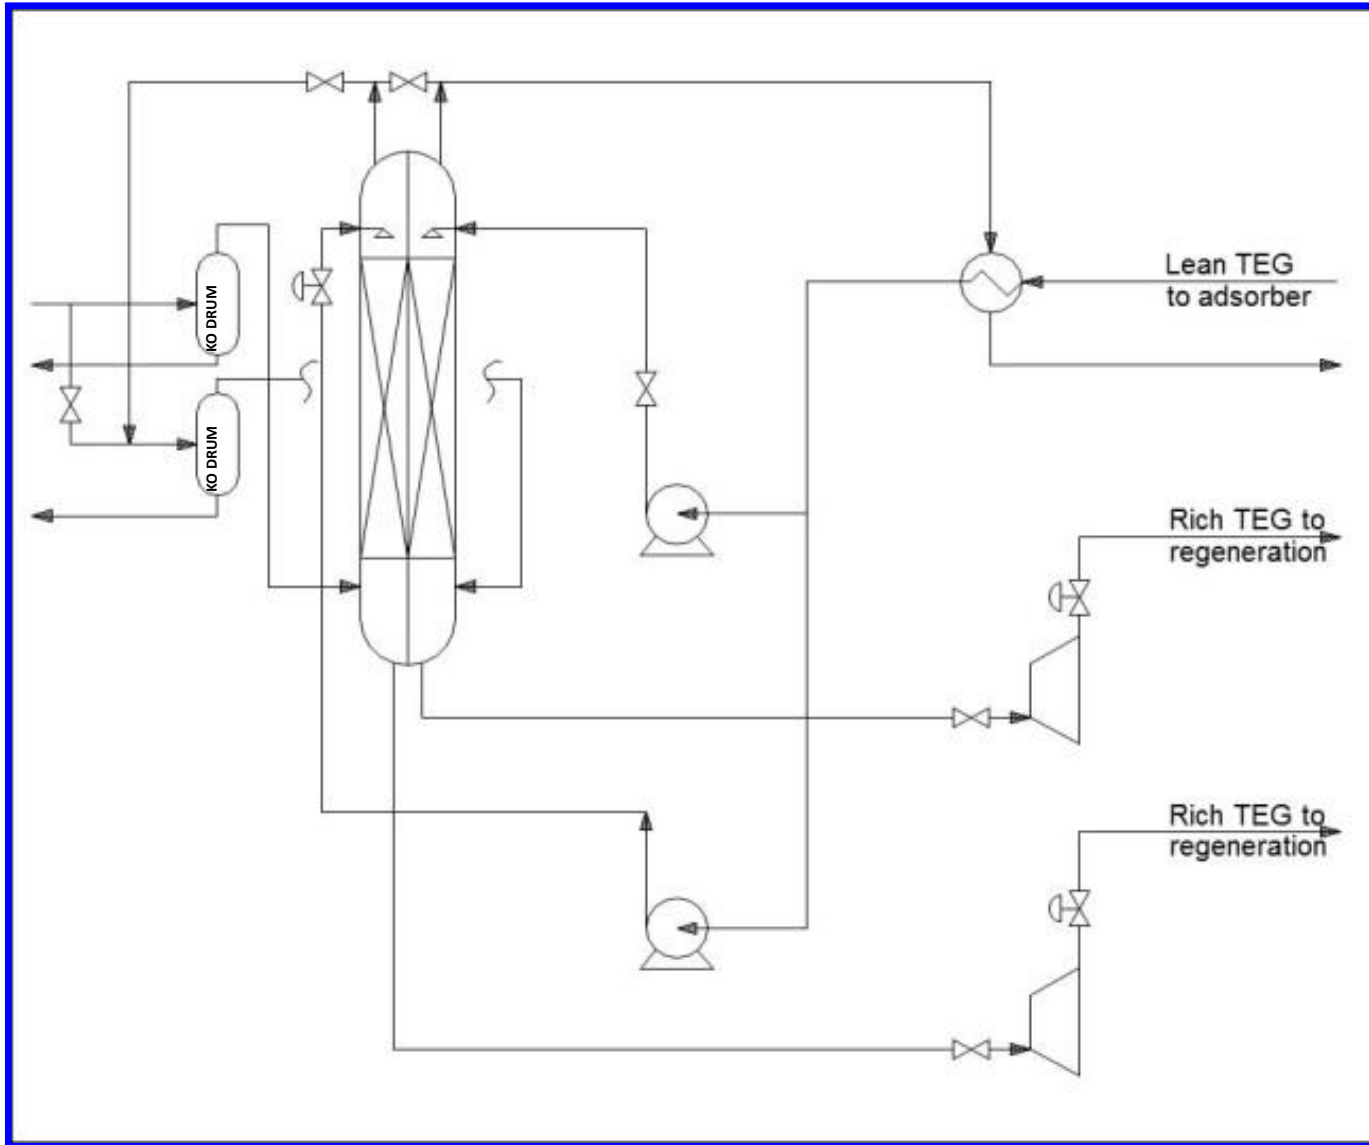 KO DRUM
KO DRUM
Lean TEG
to adsorber
Rich TEG to
regeneration
Rich TEG to
regeneration